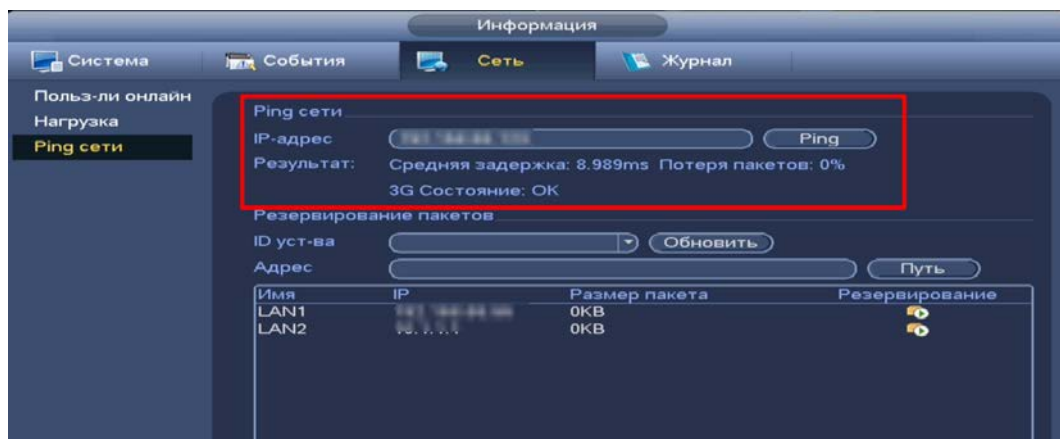 Информация
Система События Сеть Журнал
Польз-ли онлайн
Нагрузка
Ping сети
Ping сети
IP-адрес Ping
Результат: Средняя задержка: 8.989ms Потеря пакетов: 0%
3G Состояние: OK
Резервирование пакетов
ID уст-ва Обновить
Адрес Путь
Имя IP Размер пакета Резервирование
LAN1 0KB
LAN2 0KB